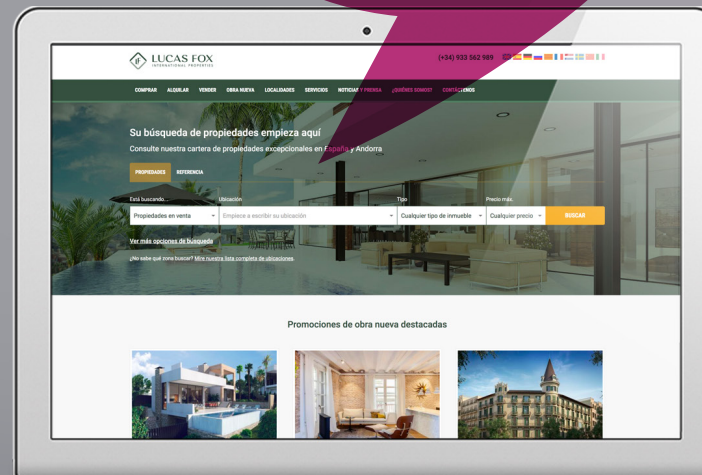 LUCAS FOX
INTERNATIONAL PROPERTIES
(+34) 933 562 989
COMPRAR ALQUILAR VENDER OBRA NUEVA LOCALIDADES SERVICIOS NOTICIAS Y PRENSA ¿QUIÉNES SOMOS? CONTÁCTENOS
Su búsqueda de propiedades empieza aquí
Consulte nuestra cartera de propiedades excepcionales en España y Andorra
PROPIEDADES REFERENCIA
Está buscando... Ubicación Tipo Precio máx.
Propiedades en venta Empiece a escribir su ubicación Cualquier tipo de inmueble Cualquier precio BUSCAR
Ver más opciones de búsqueda
¿No sabe qué zona buscar? Mire nuestra lista completa de ubicaciones.
Promociones de obra nueva destacadas